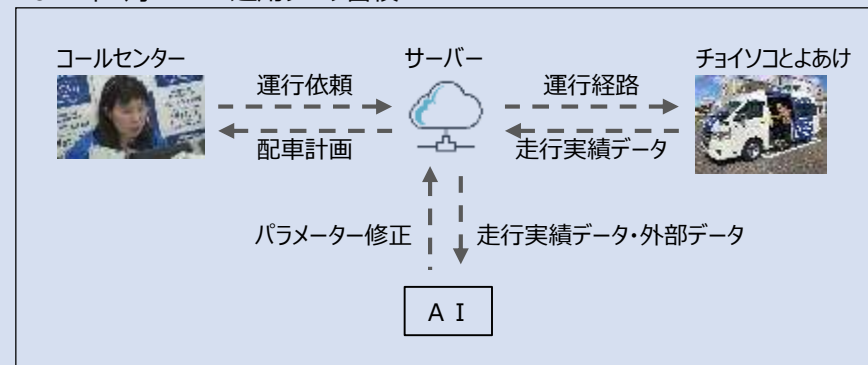 コールセンター
サーバー
チョイソコとよあけ
運行依頼
運行経路
配車計画
走行実績データ
パラメーター修正
走行実績データ・外部データ
ＡＩ